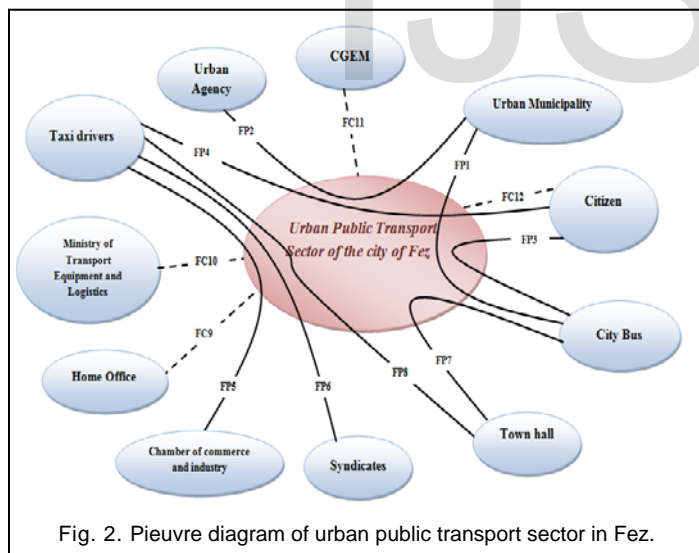 IJS
CGEM
Urban
Agency
Urban Municipality
Taxi drivers
FP2
FC11
FP1
FP4
FC12
Citizen
Urban Public Transport
Sector of the city of Fez
FP3
Ministry of
Transport
Equipment and
Logistics
FC10
City Bus
FC9
Home Office
FP5
FP6
FP8
FP7
Town hall
Chamber of commerce
and industry
Syndicates
Fig. 2. Pieuvre diagram of urban public transport sector in Fez.